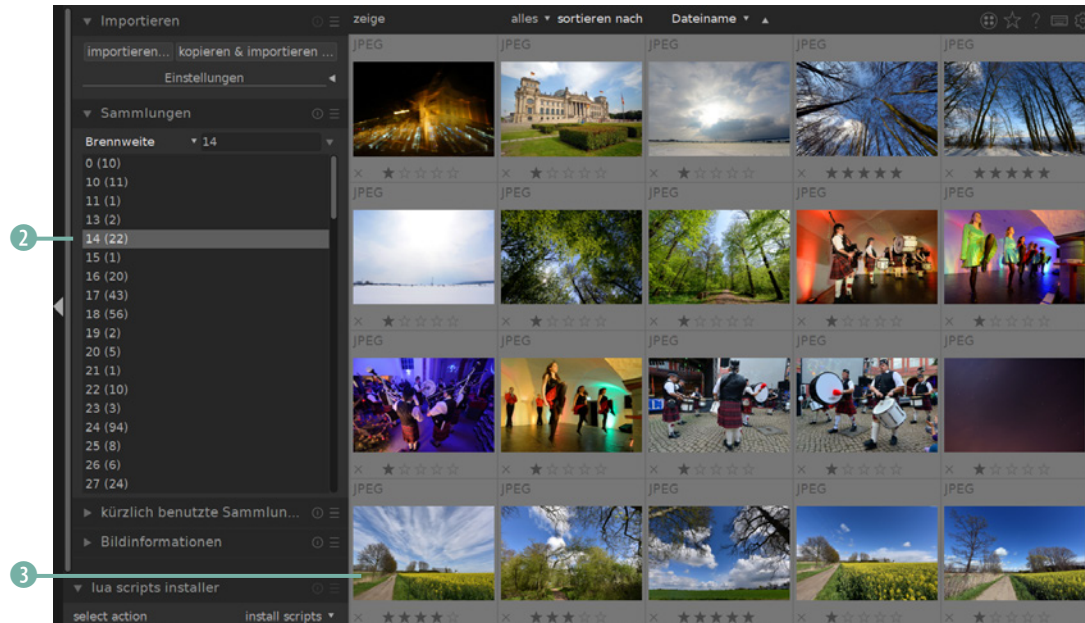 Importieren
importieren... kopieren & importieren ...
Einstellungen
Sammlungen
Brennweite 14
0 (10)
10 (11)
11 (1)
13 (2)
2
14 (22)
15 (1)
16 (20)
17 (43)
18 (56)
19 (2)
20 (5)
21 (1)
22 (10)
23 (3)
24 (94)
25 (8)
26 (6)
27 (24)
kürzlich benutzte Sammlun...
Bildinformationen
3
lua scripts installer
select action install scripts
zeige alles sortieren nach Dateiname
JPEG JPEG JPEG JPEG JPEG
JPEG JPEG JPEG JPEG JPEG
JPEG JPEG JPEG JPEG JPEG
JPEG JPEG JPEG JPEG JPEG